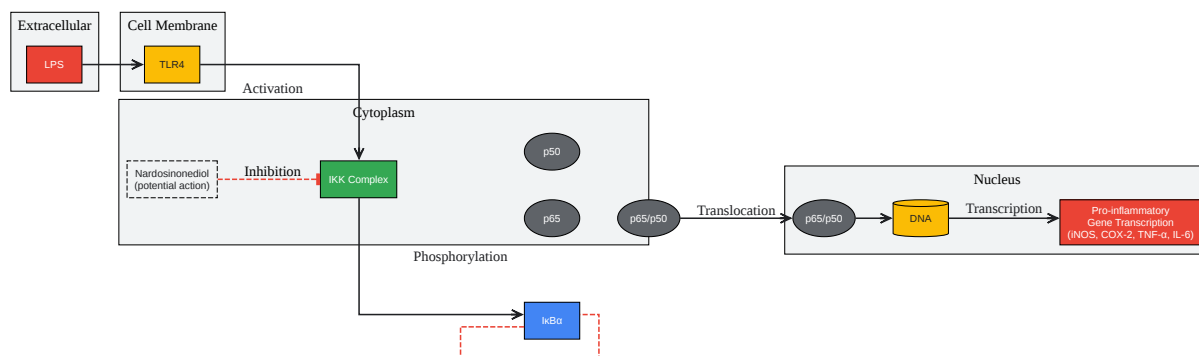 Extracellular
Cell Membrane
LPS
TLR4
Activation
Cytoplasm
p50
Nardosinonediol
(potential action)
Inhibition
IKK Complex
Nucleus
p65
p65/p50
Translocation
p65/p50
DNA
Transcription
Pro-inflammatory
Gene Transcription
(iNOS, COX-2, TNF-α, IL-6)
Phosphorylation
IκBα